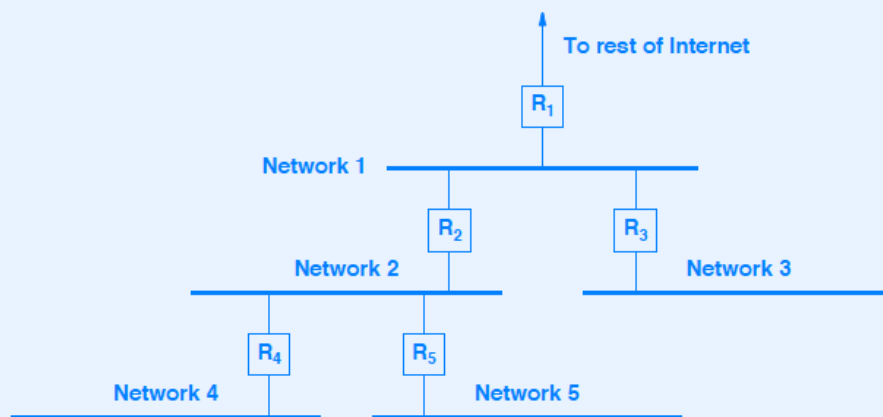 To rest of Internet
R₁
Network 1
R₂
R₃
Network 2
Network 3
R₄
R₅
Network 4
Network 5